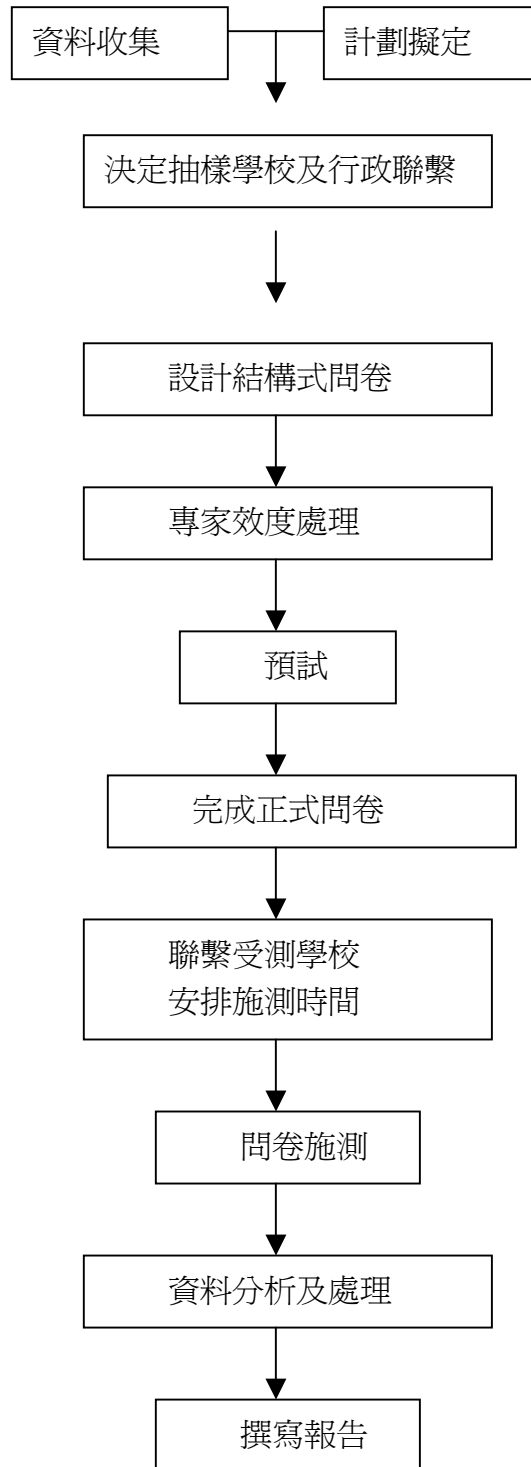 資料收集
計劃擬定
決定抽樣學校及行政聯繫
設計結構式問卷
專家效度處理
預試
完成正式問卷
聯繫受測學校
安排施測時間
問卷施測
資料分析及處理
撰寫報告